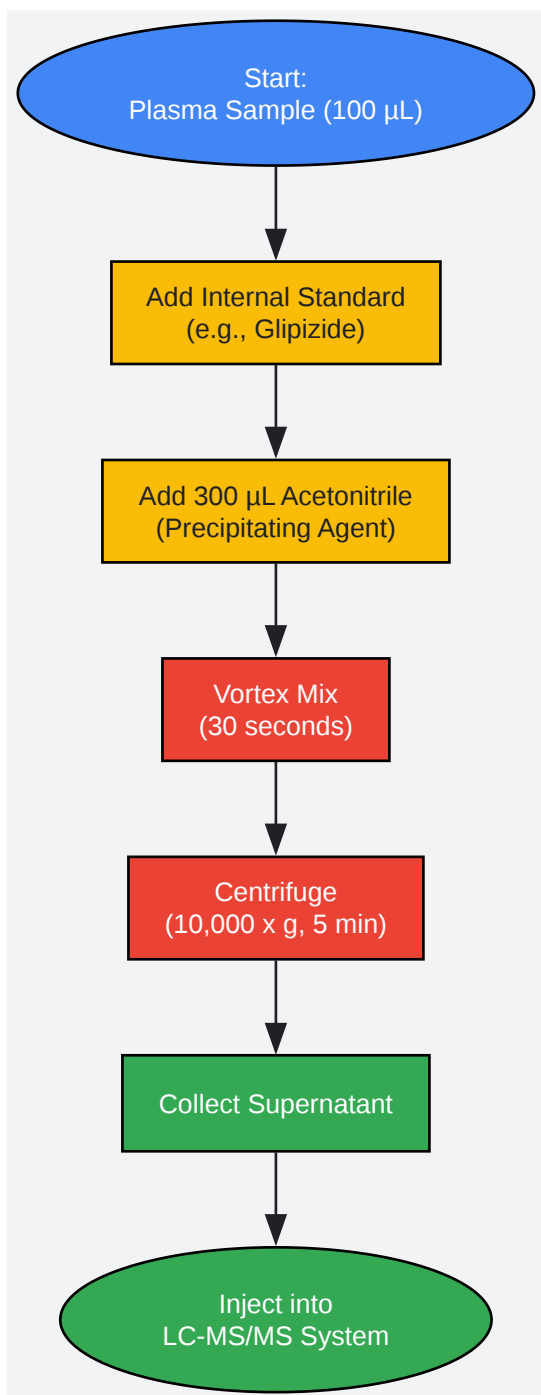 Start:
Plasma Sample (100 µL)
Add Internal Standard
(e.g., Glipizide)
Add 300 µL Acetonitrile
(Precipitating Agent)
Vortex Mix
(30 seconds)
Centrifuge
(10,000 x g, 5 min)
Collect Supernatant
Inject into
LC-MS/MS System